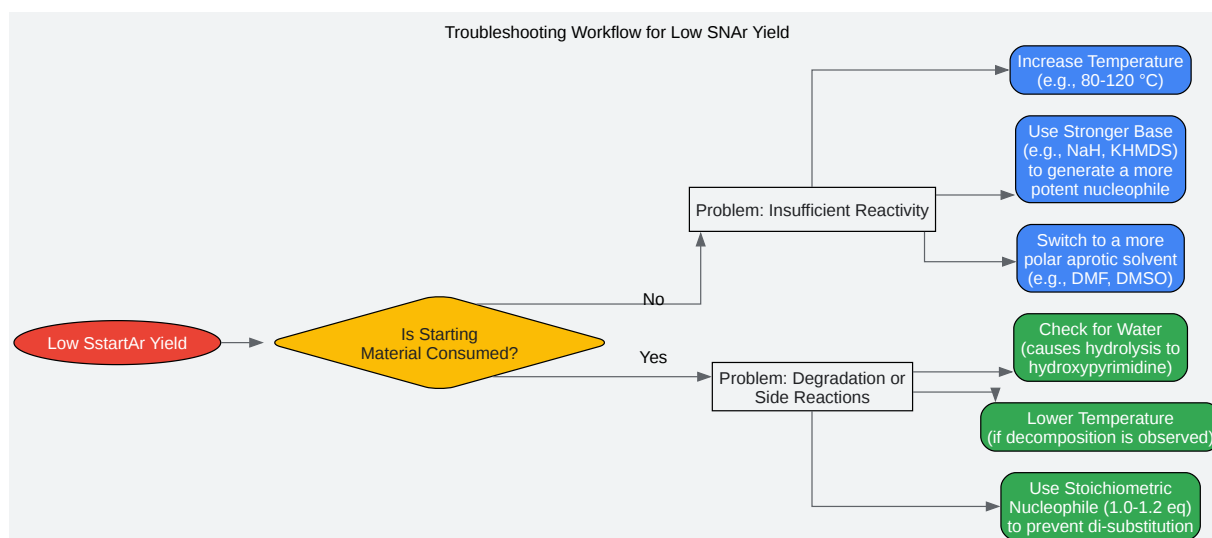 Troubleshooting Workflow for Low SNAr Yield
Low SstartAr Yield
Is Starting
Material Consumed?
No
Yes
Problem: Insufficient Reactivity
Increase Temperature
(e.g., 80-120 °C)
Use Stronger Base
(e.g., NaH, KHMDS)
to generate a more
potent nucleophile
Switch to a more
polar aprotic solvent
(e.g., DMF, DMSO)
Problem: Degradation or
Side Reactions
Check for Water
(causes hydrolysis to
hydroxypyrimidine)
Lower Temperature
(if decomposition is observed)
Use Stoichiometric
Nucleophile (1.0-1.2 eq)
to prevent di-substitution